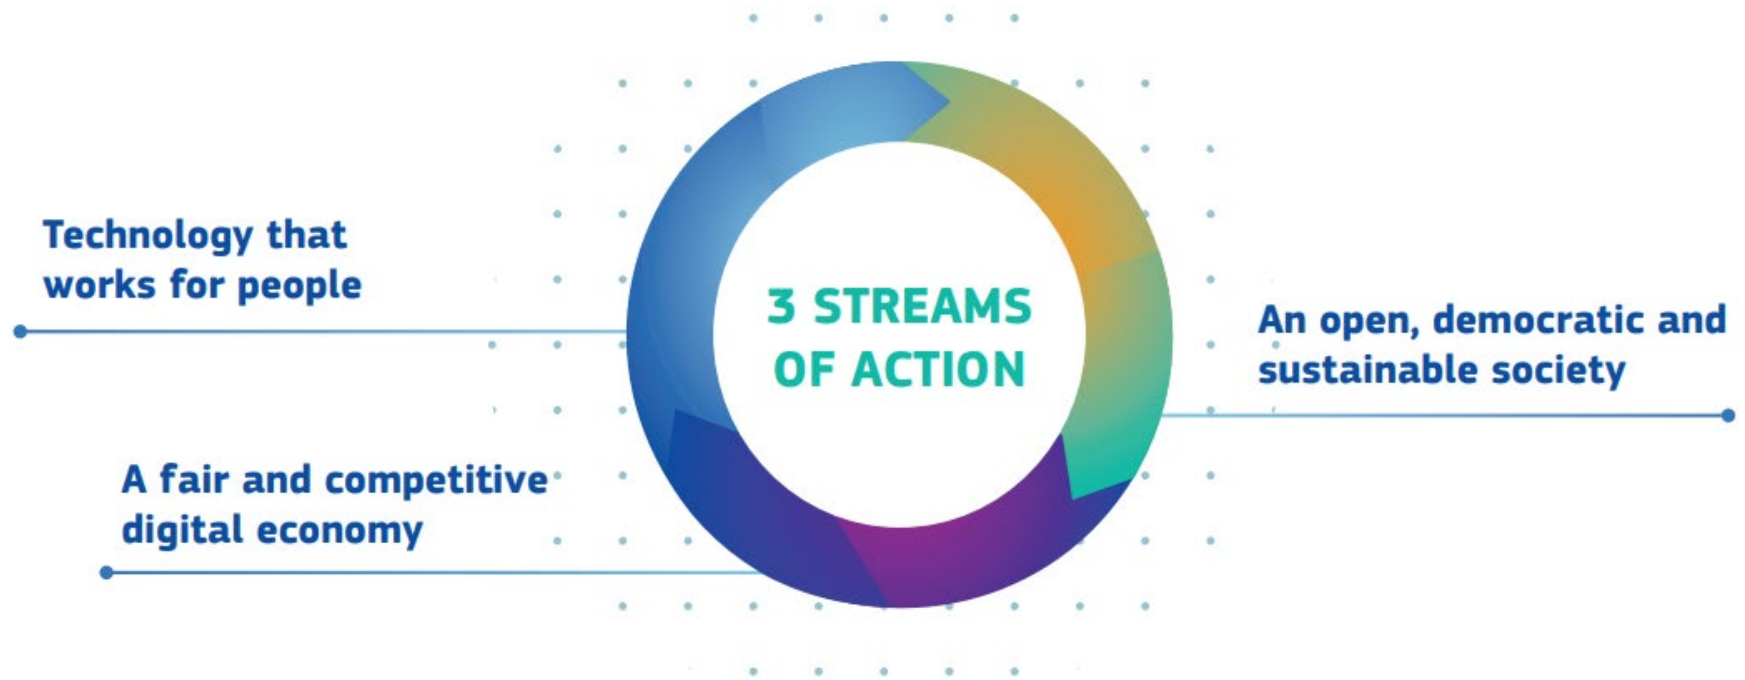 Technology that
works for people
3 STREAMS
OF ACTION
An open, democratic and
sustainable society
A fair and competitive
digital economy